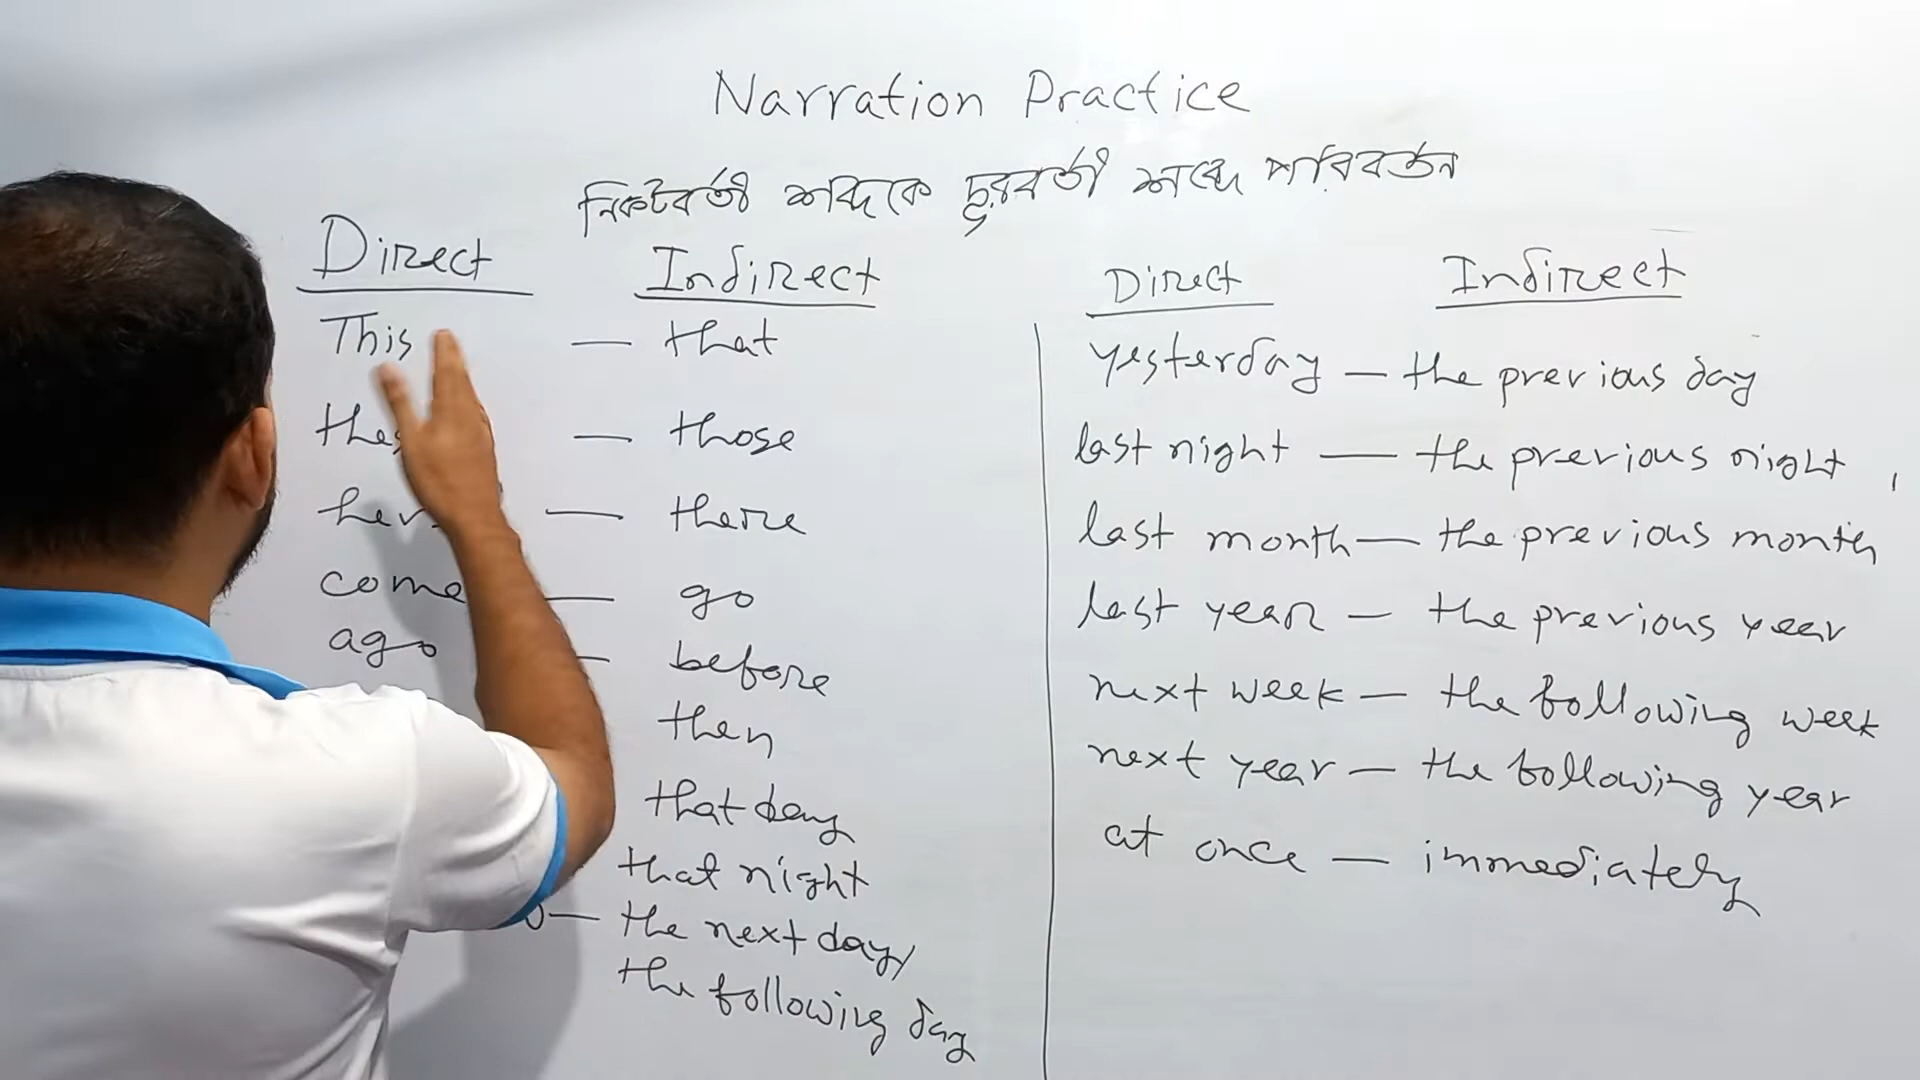 Narration Practice
নিকটবর্তী শব্দকে দূরবর্তী শব্দে পরিবর্তন
Direct Indirect
This — that
— those
— there
come — go
ago — before
then
that day
that night
— the next day/
the following day
Direct Indirect
yesterday — the previous day
last night — the previous night
last month — the previous month
last year — the previous year
next week — the following week
next year — the following year
at once — immediately